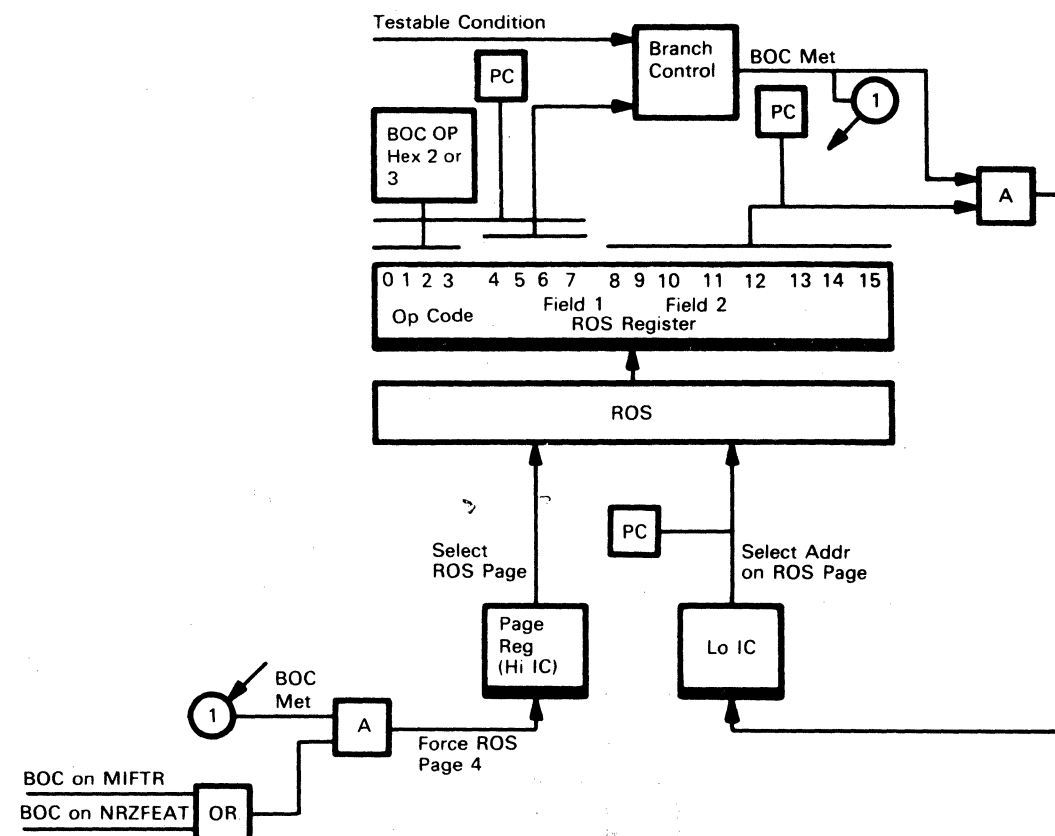 Testable Condition
PC
Branch
Control
BOC Met
PC
1
BOC OP
Hex 2 or
3
A
0 1 2 3 4 5 6 7 8 9 10 11 12 13 14 15
Field 1 Field 2
Op Code
ROS Register
ROS
PC
Select
ROS Page
Select Addr
on ROS Page
Page
Reg
(Hi IC)
Lo IC
BOC
Met
1
A
Force ROS
Page 4
BOC on MIFTR
BOC on NRZFEAT
OR